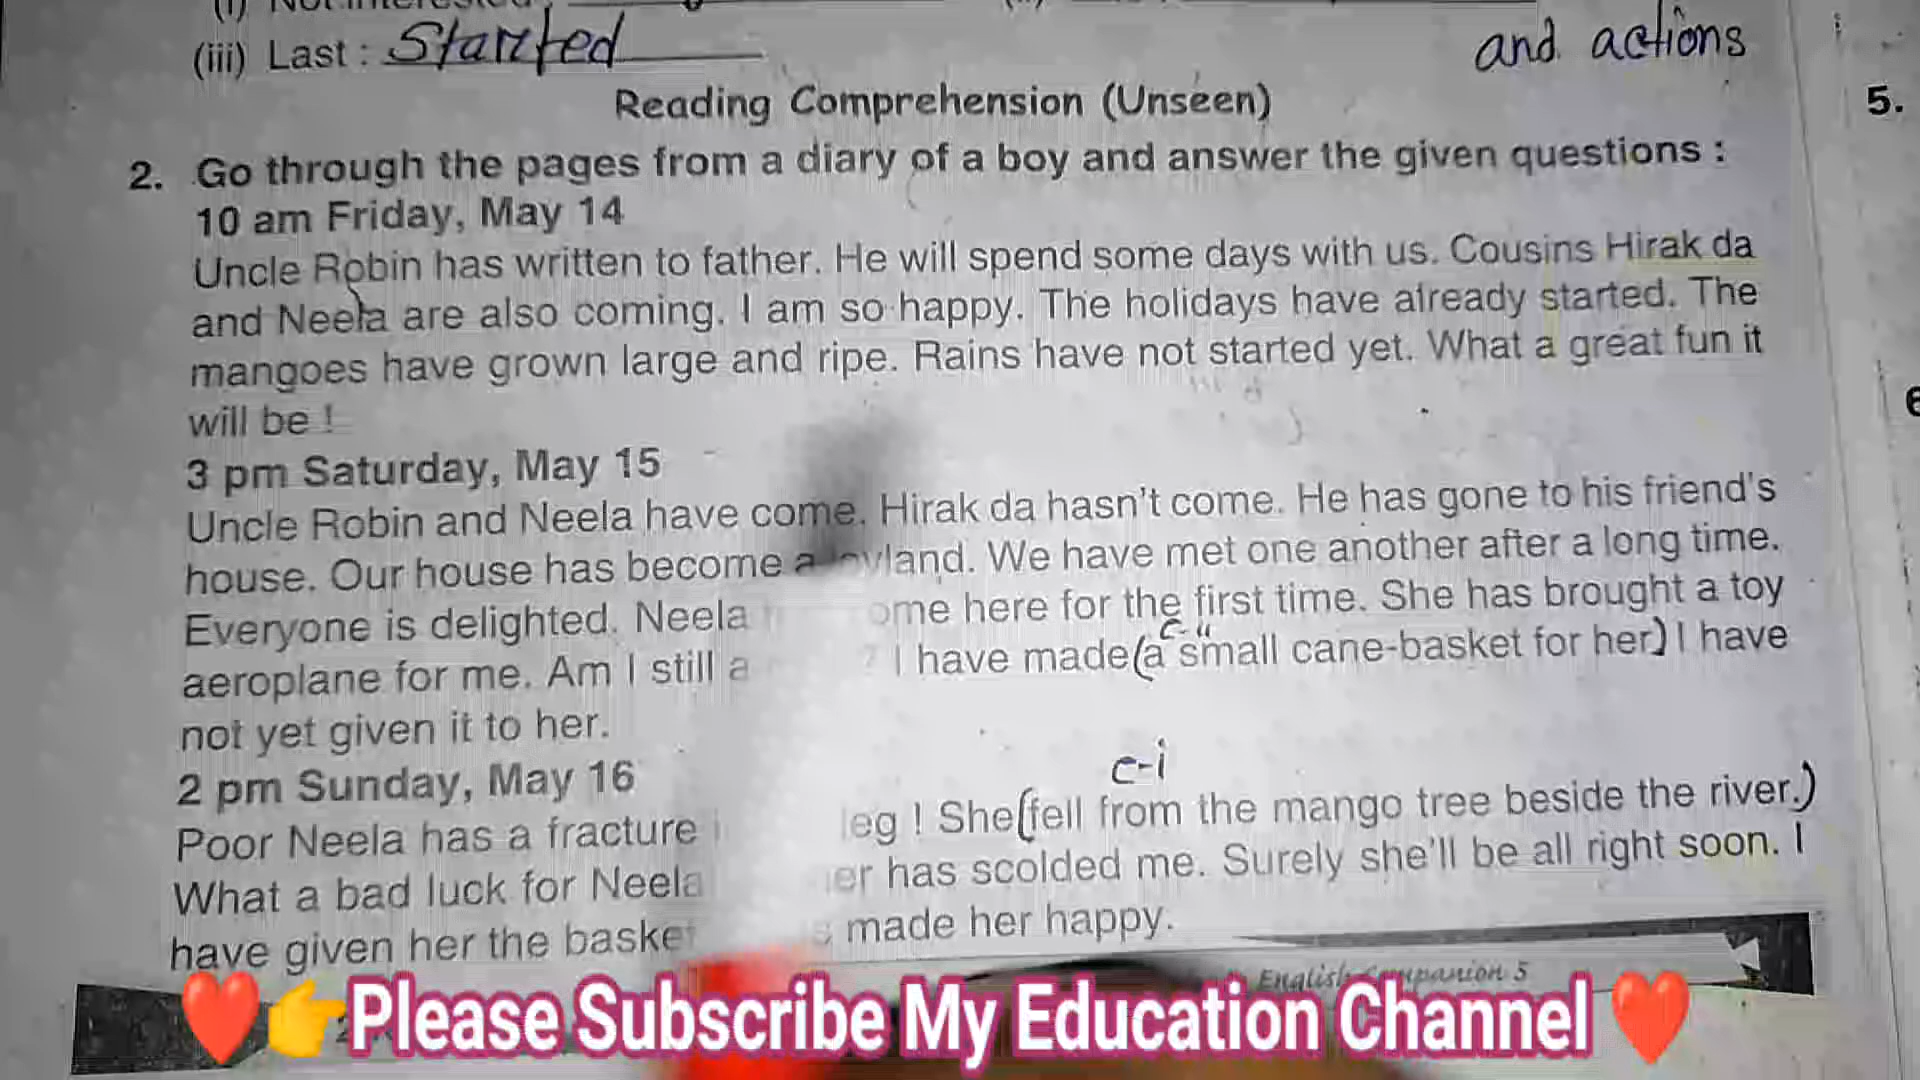 (iii) Last : Started
and actions
Reading Comprehension (Unseen)
5.
2. Go through the pages from a diary of a boy and answer the given questions :
10 am Friday, May 14
Uncle Robin has written to father. He will spend some days with us. Cousins Hirak da
and Neela are also coming. I am so happy. The holidays have already started. The
mangoes have grown large and ripe. Rains have not started yet. What a great fun it
will be !
3 pm Saturday, May 15
Uncle Robin and Neela have come. Hirak da hasn't come. He has gone to his friend's
house. Our house has become a We have met one another after a long time.
Everyone is delighted. Neela here for the first time. She has brought a toy
c-ii
aeroplane for me. Am I still a I have made (a small cane-basket for her) I have
not yet given it to her.
2 pm Sunday, May 16
c-i
Poor Neela has a fracture leg ! She (fell from the mango tree beside the river.)
What a bad luck for Neela has scolded me. Surely she'll be all right soon. I
have given her the basket made her happy.
English Companion 5
❤️👉Please Subscribe My Education Channel❤️